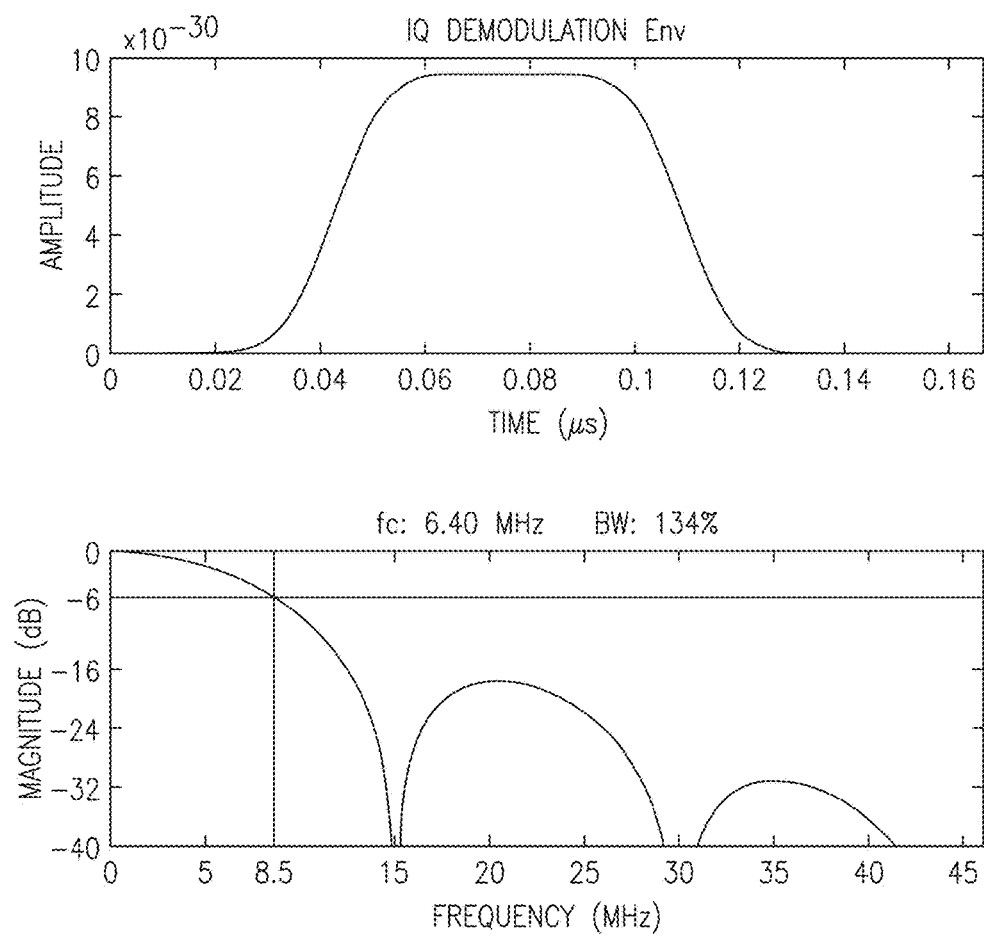 x10-30
IQ DEMODULATION Env
AMPLITUDE
10
8
6
4
2
0
0 0.02 0.04 0.06 0.08 0.1 0.12 0.14 0.16
TIME (μs)
fc: 6.40 MHz BW: 134%
MAGNITUDE (dB)
0
-6
-16
-24
-32
-40
0 5 8.5 15 20 25 30 35 40 45
FREQUENCY (MHz)